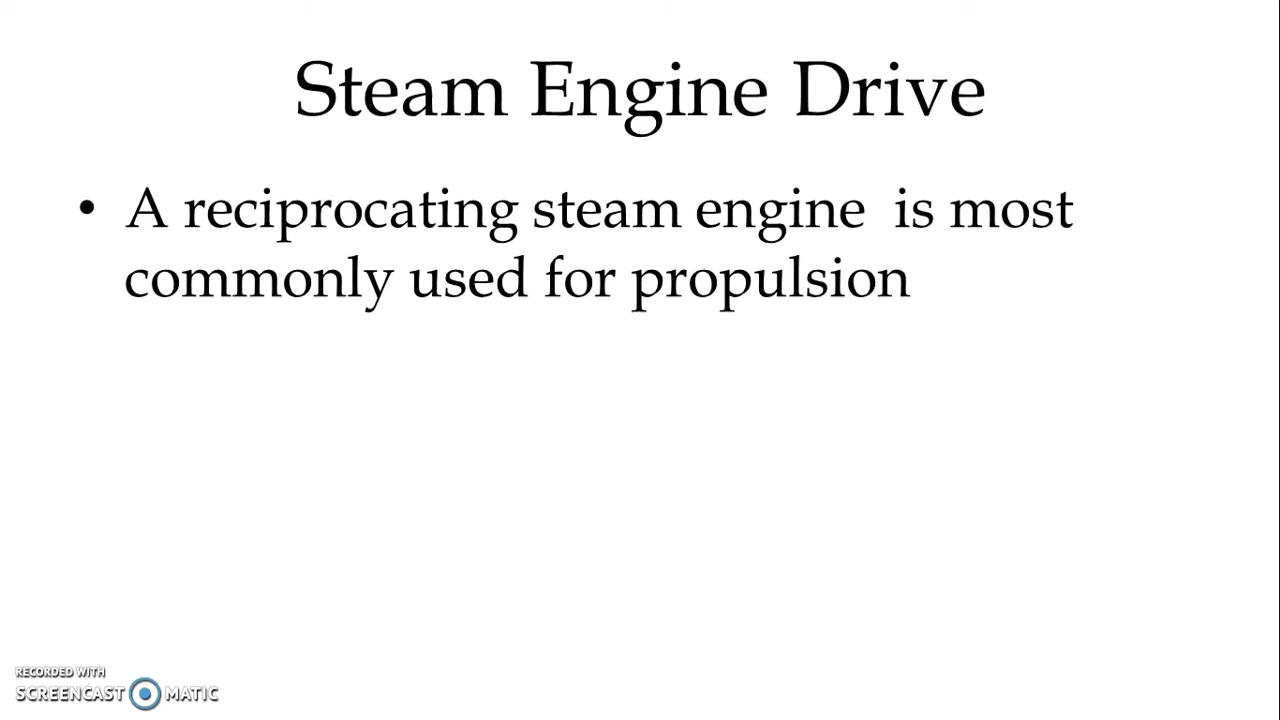 Steam Engine Drive
• A reciprocating steam engine is most
commonly used for propulsion
RECORDED WITH
SCREENCAST MATIC